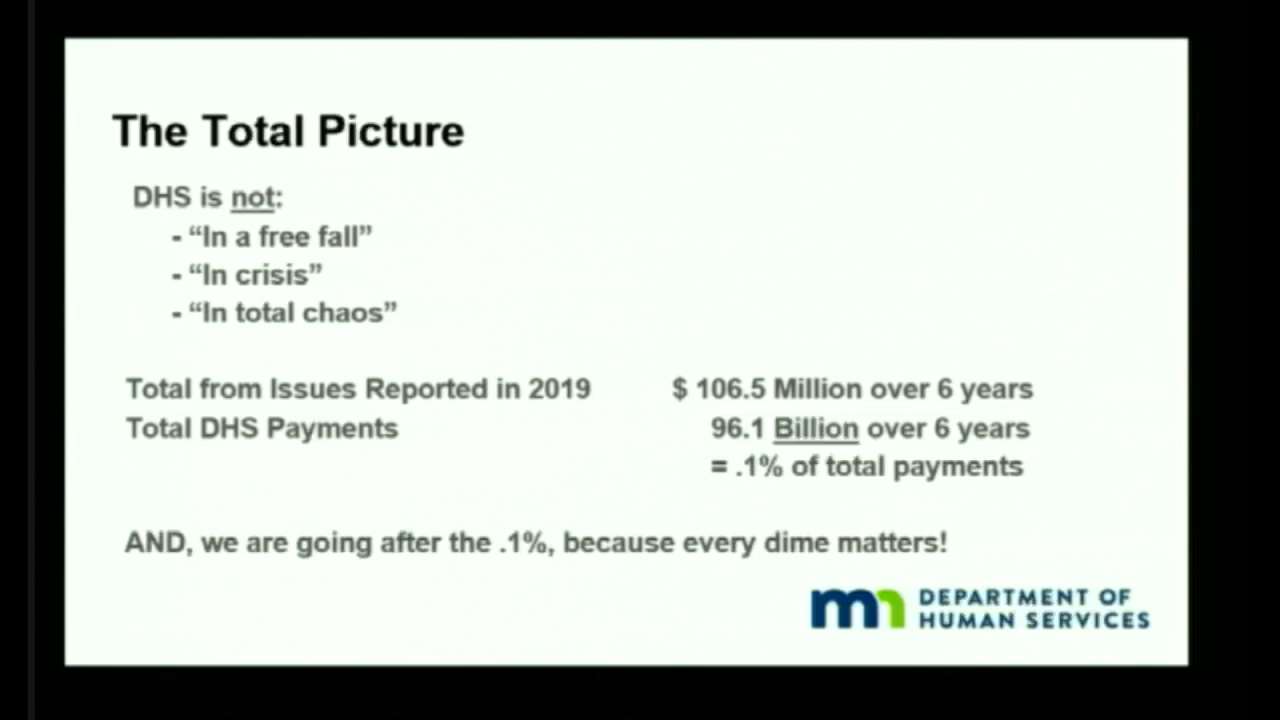 The Total Picture
DHS is not:
- “In a free fall”
- “In crisis”
- “In total chaos”
Total from Issues Reported in 2019 $ 106.5 Million over 6 years
Total DHS Payments 96.1 Billion over 6 years
= .1% of total payments
AND, we are going after the .1%, because every dime matters!
mn DEPARTMENT OF
HUMAN SERVICES